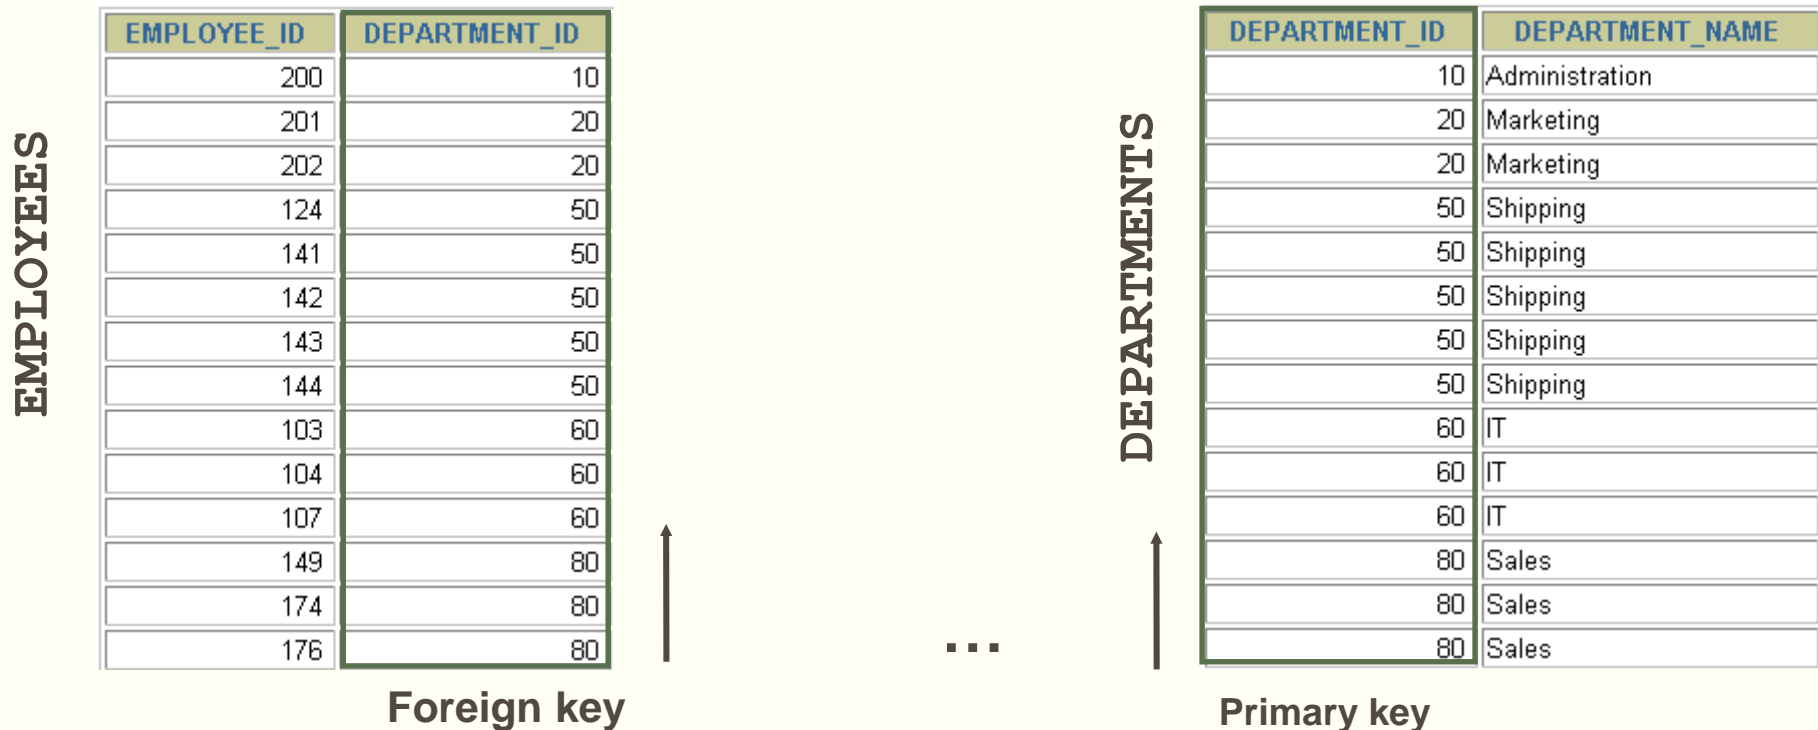 EMPLOYEES
EMPLOYEE_ID DEPARTMENT_ID
200 10
201 20
202 20
124 50
141 50
142 50
143 50
144 50
103 60
104 60
107 60
149 80
174 80
176 80
Foreign key
...
DEPARTMENTS
DEPARTMENT_ID DEPARTMENT_NAME
10 Administration
20 Marketing
20 Marketing
50 Shipping
50 Shipping
50 Shipping
50 Shipping
50 Shipping
60 IT
60 IT
60 IT
80 Sales
80 Sales
80 Sales
Primary key